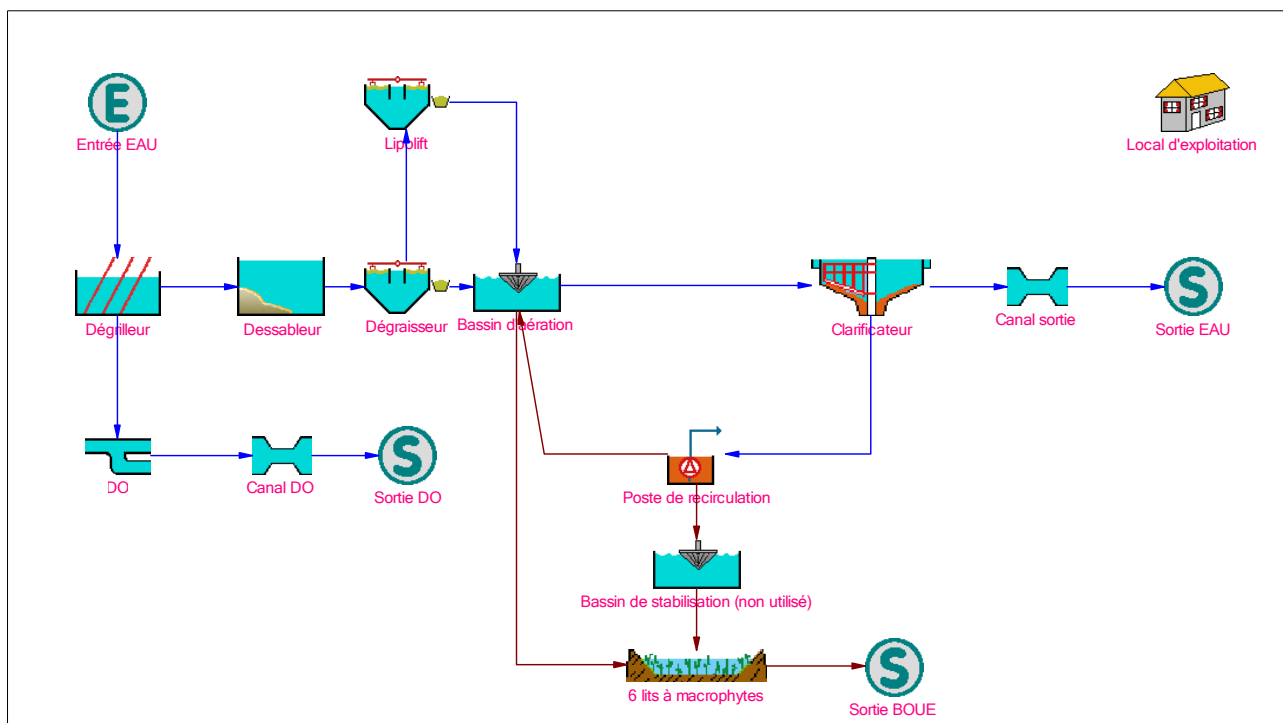 E
Entrée EAU
Lipolift
Local d'exploitation
Dégrilleur
Dessableur
Dégraisseur
Bassin d'aération
Clarificateur
Canal sortie
S
Sortie EAU
DO
Canal DO
S
Sortie DO
Poste de recirculation
Bassin de stabilisation (non utilisé)
6 lits à macrophytes
S
Sortie BOUE